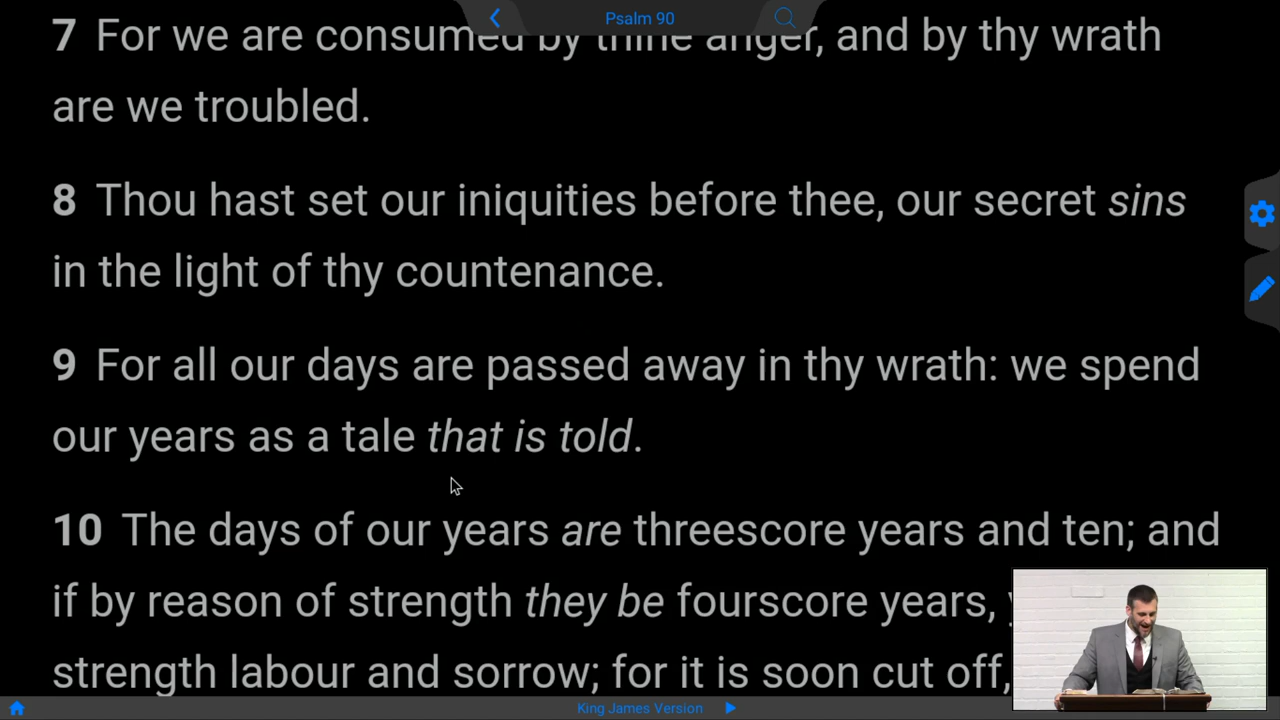 Psalm 90
7 For we are consumed by thine anger, and by thy wrath
are we troubled.
8 Thou hast set our iniquities before thee, our secret sins
in the light of thy countenance.
9 For all our days are passed away in thy wrath: we spend
our years as a tale that is told.
10 The days of our years are threescore years and ten; and
if by reason of strength they be fourscore years,
strength labour and sorrow; for it is soon cut off,
King James Version